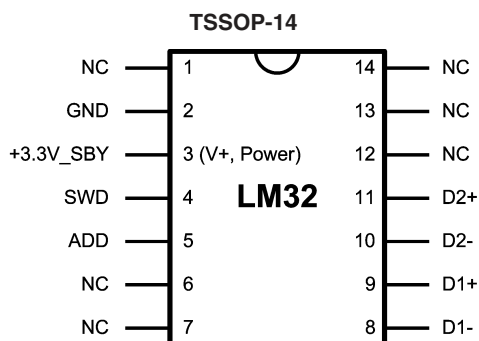 TSSOP-14
NC 1 14 NC
GND 2 13 NC
+3.3V_SBY 3 (V+, Power) 12 NC
SWD 4 LM32 11 D2+
ADD 5 10 D2-
NC 6 9 D1+
NC 7 8 D1-